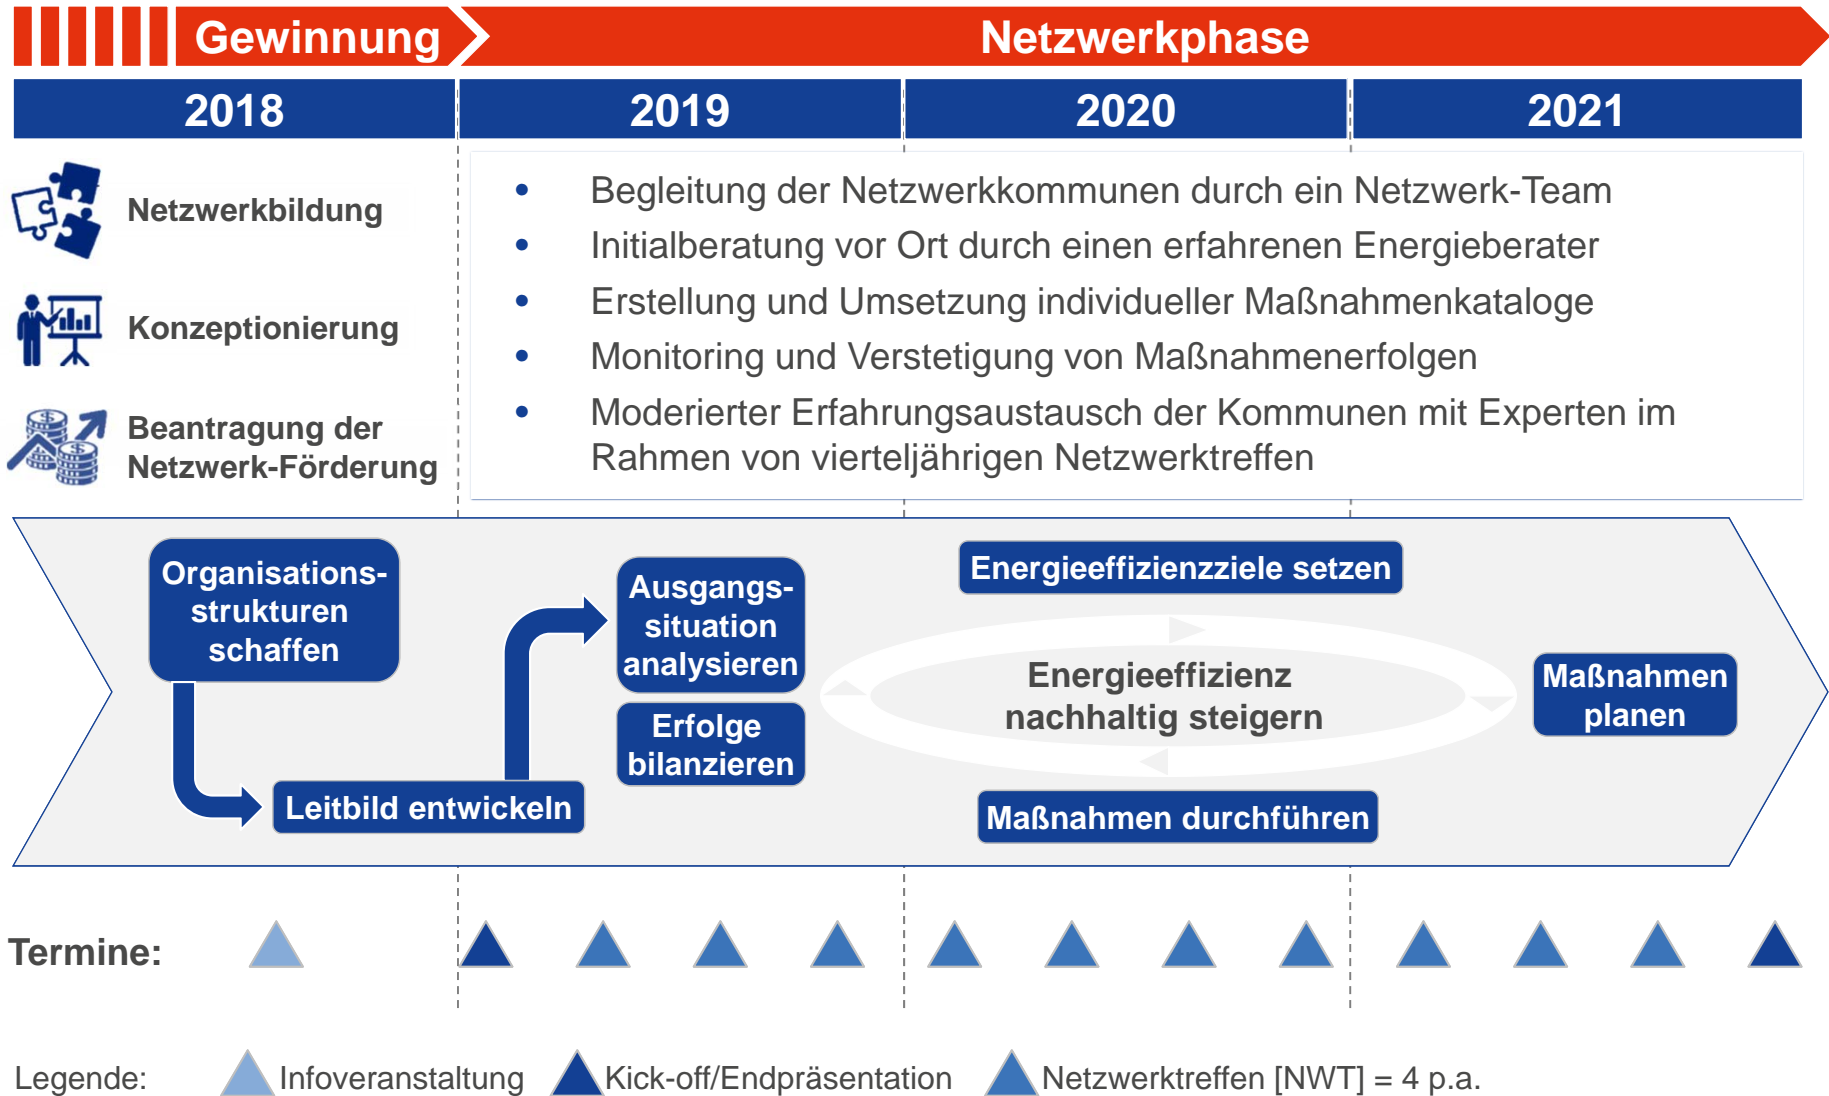 Gewinnung
Netzwerkphase
2018
2019
2020
2021
Netzwerkbildung
Konzeptionierung
Beantragung der
Netzwerk-Förderung
• Begleitung der Netzwerkkommunen durch ein Netzwerk-Team
• Initialberatung vor Ort durch einen erfahrenen Energieberater
• Erstellung und Umsetzung individueller Maßnahmenkataloge
• Monitoring und Verstetigung von Maßnahmenerfolgen
• Moderierter Erfahrungsaustausch der Kommunen mit Experten im
Rahmen von vierteljährigen Netzwerktreffen
Organisations-
strukturen
schaffen
Leitbild entwickeln
Ausgangs-
situation
analysieren
Erfolge
bilanzieren
Energieeffizienzziele setzen
Energieeffizienz
nachhaltig steigern
Maßnahmen durchführen
Maßnahmen
planen
Termine:
Legende:
Infoveranstaltung
Kick-off/Endpräsentation
Netzwerktreffen [NWT] = 4 p.a.